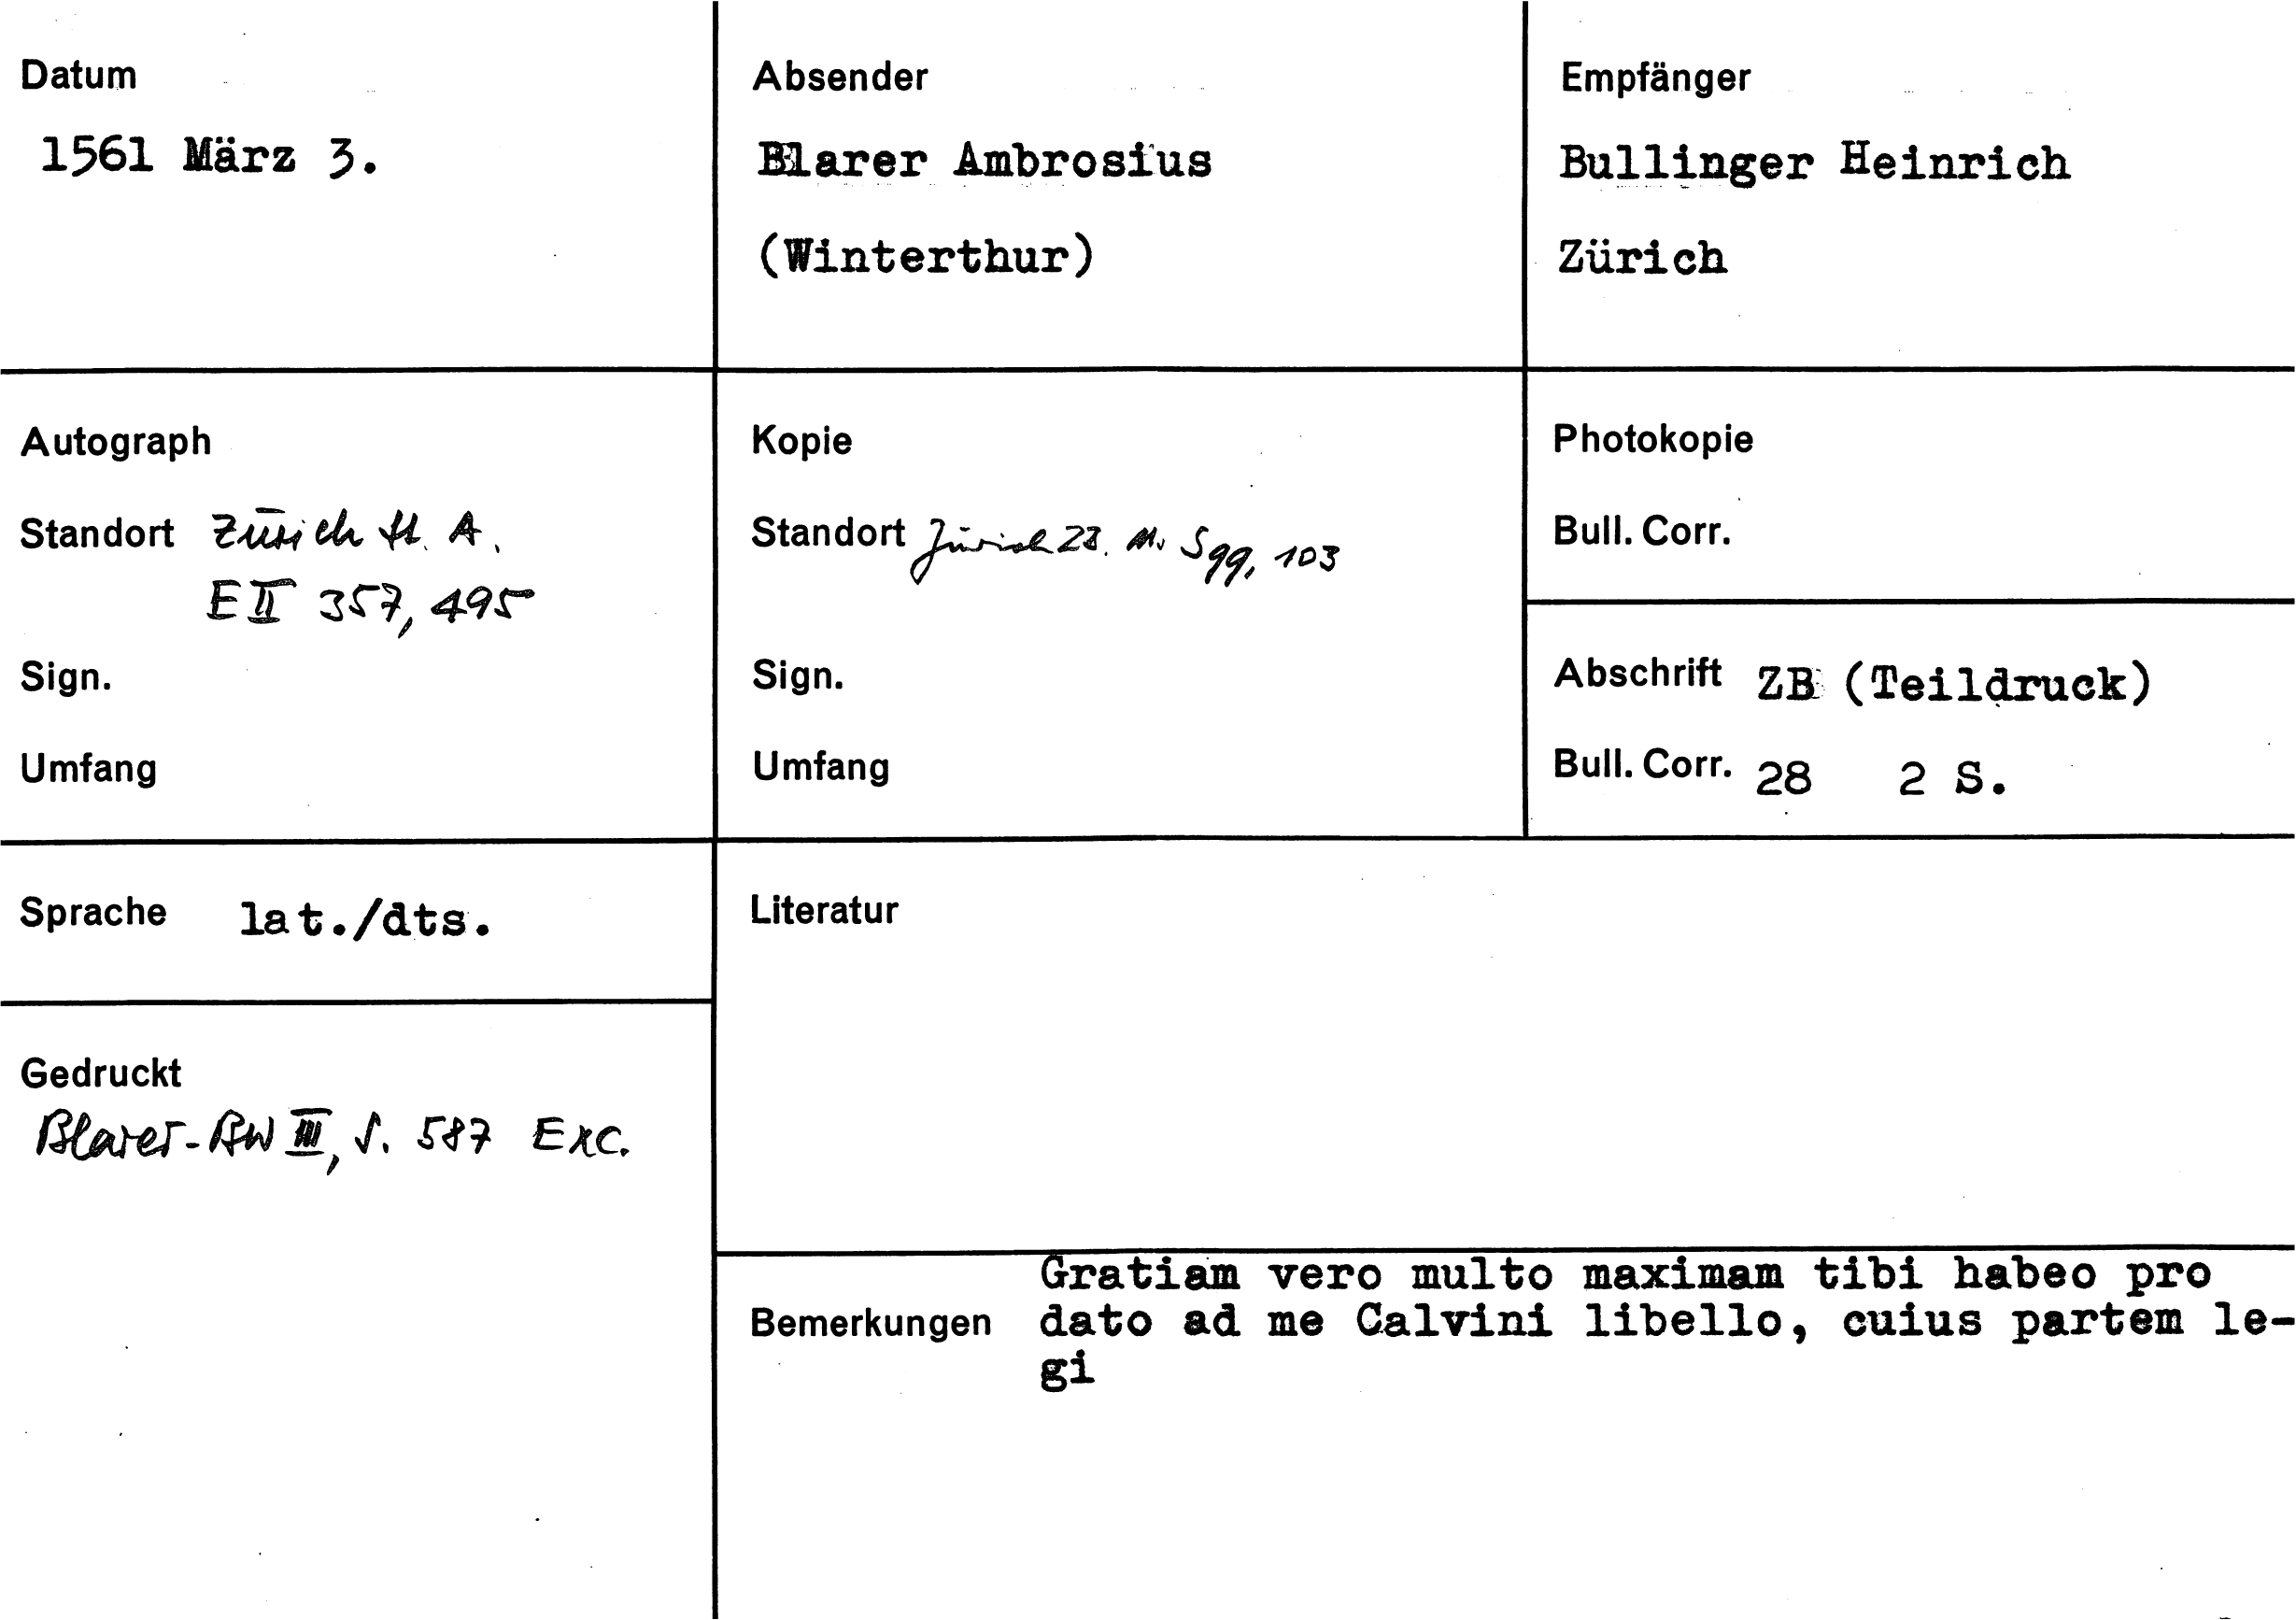 Datum
1561 März 3.
Absender
Blarer Ambrosius
(Winterthur)
Empfänger
Bullinger Heinrich
Zürich
Autograph
Standort Zürich St. A.
E II 357, 495
Sign.
Umfang
Kopie
Standort Zürich ZB. Ms S 99, 103
Sign.
Umfang
Photokopie
Bull. Corr.
Abschrift ZB (Teildruck)
Bull. Corr. 28 2 S.
Sprache lat./dts.
Gedruckt
Blarer-BW III, S. 587 Exc.
Literatur
Bemerkungen
Gratiam vero multo maximam tibi habeo pro
dato ad me Calvini libello, cuius partem le-
gi